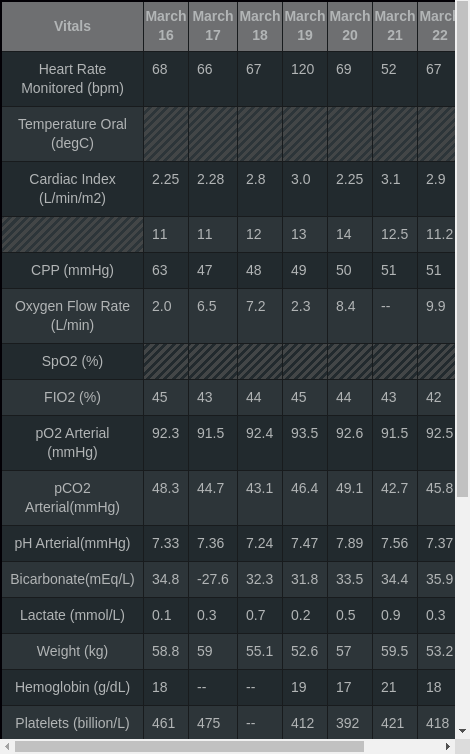 Vitals March 16 March 17 March 18 March 19 March 20 March 21 March 22
Heart Rate Monitored (bpm) 68 66 67 120 69 52 67
Temperature Oral (degC)
Cardiac Index (L/min/m2) 2.25 2.28 2.8 3.0 2.25 3.1 2.9
11 11 12 13 14 12.5 11.2
CPP (mmHg) 63 47 48 49 50 51 51
Oxygen Flow Rate (L/min) 2.0 6.5 7.2 2.3 8.4 -- 9.9
SpO2 (%)
FIO2 (%) 45 43 44 45 44 43 42
pO2 Arterial (mmHg) 92.3 91.5 92.4 93.5 92.6 91.5 92.5
pCO2 Arterial(mmHg) 48.3 44.7 43.1 46.4 49.1 42.7 45.8
pH Arterial(mmHg) 7.33 7.36 7.24 7.47 7.89 7.56 7.37
Bicarbonate(mEq/L) 34.8 -27.6 32.3 31.8 33.5 34.4 35.9
Lactate (mmol/L) 0.1 0.3 0.7 0.2 0.5 0.9 0.3
Weight (kg) 58.8 59 55.1 52.6 57 59.5 53.2
Hemoglobin (g/dL) 18 -- -- 19 17 21 18
Platelets (billion/L) 461 475 -- 412 392 421 418